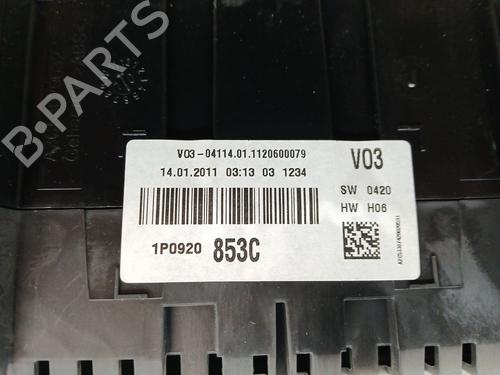 V03-04114.01.1120600079
14.01.2011 03:13 03 1234
V03
SW 0420
HW H06
1P0920 853C
B-PARTS